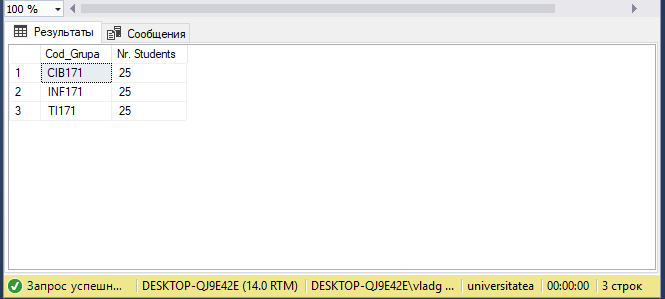 100 %
Результаты Сообщения
Cod_Grupa Nr. Students
1 CIB171 25
2 INF171 25
3 TI171 25
Запрос успешн... DESKTOP-QJ9E42E (14.0 RTM) DESKTOP-QJ9E42E\vladg ... universitatea 00:00:00 3 строк